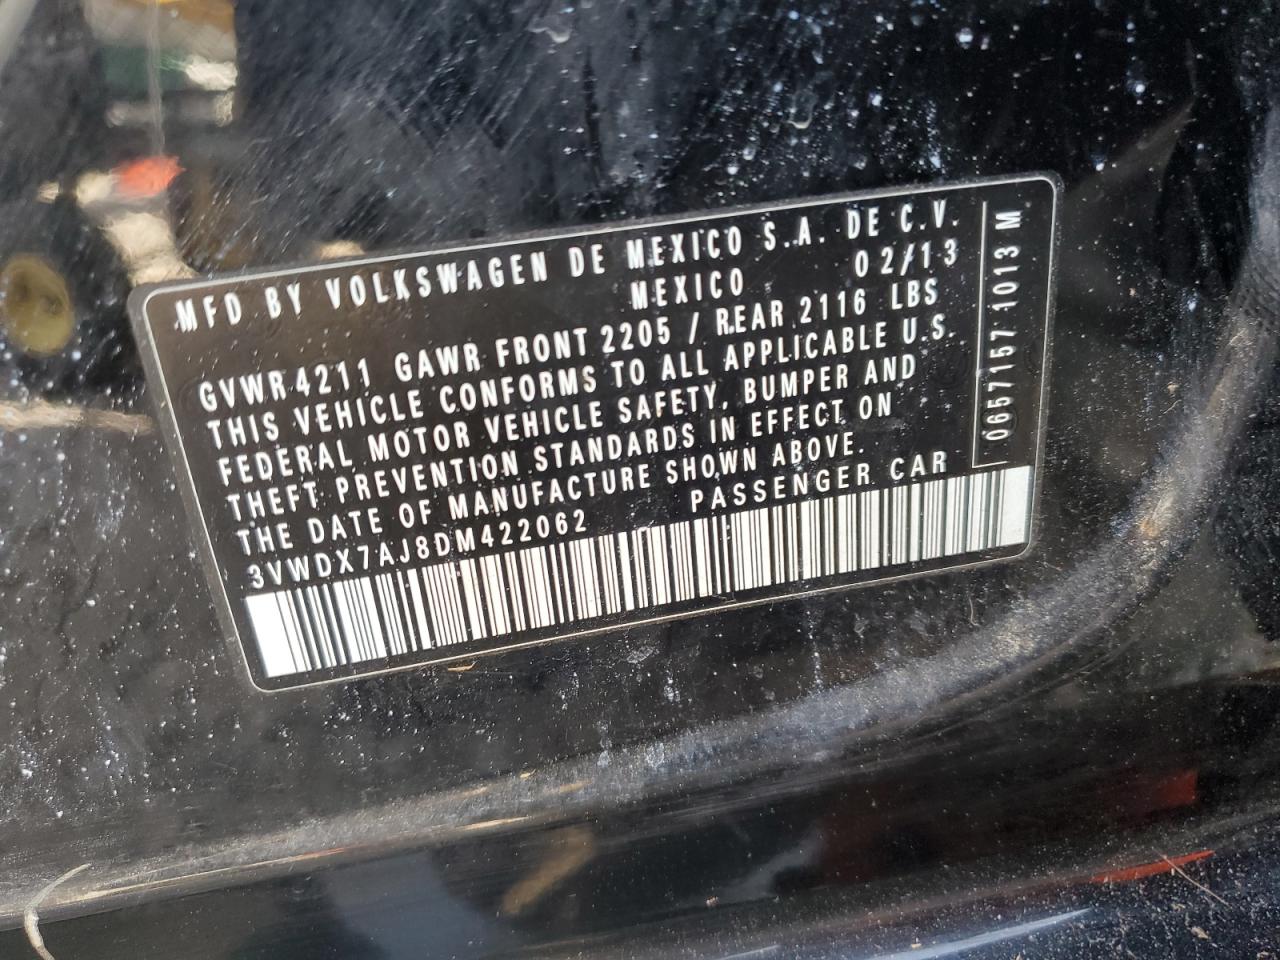 MFD BY VOLKSWAGEN DE MEXICO S.A. DE C.V.
MEXICO 02/13
GVWR 4211 GAWR FRONT 2205 / REAR 2116 LBS
THIS VEHICLE CONFORMS TO ALL APPLICABLE U.S.
FEDERAL MOTOR VEHICLE SAFETY, BUMPER AND
THEFT PREVENTION STANDARDS IN EFFECT ON
THE DATE OF MANUFACTURE SHOWN ABOVE.
3VWDX7AJ8DM422062 PASSENGER CAR
0657157 1013 M